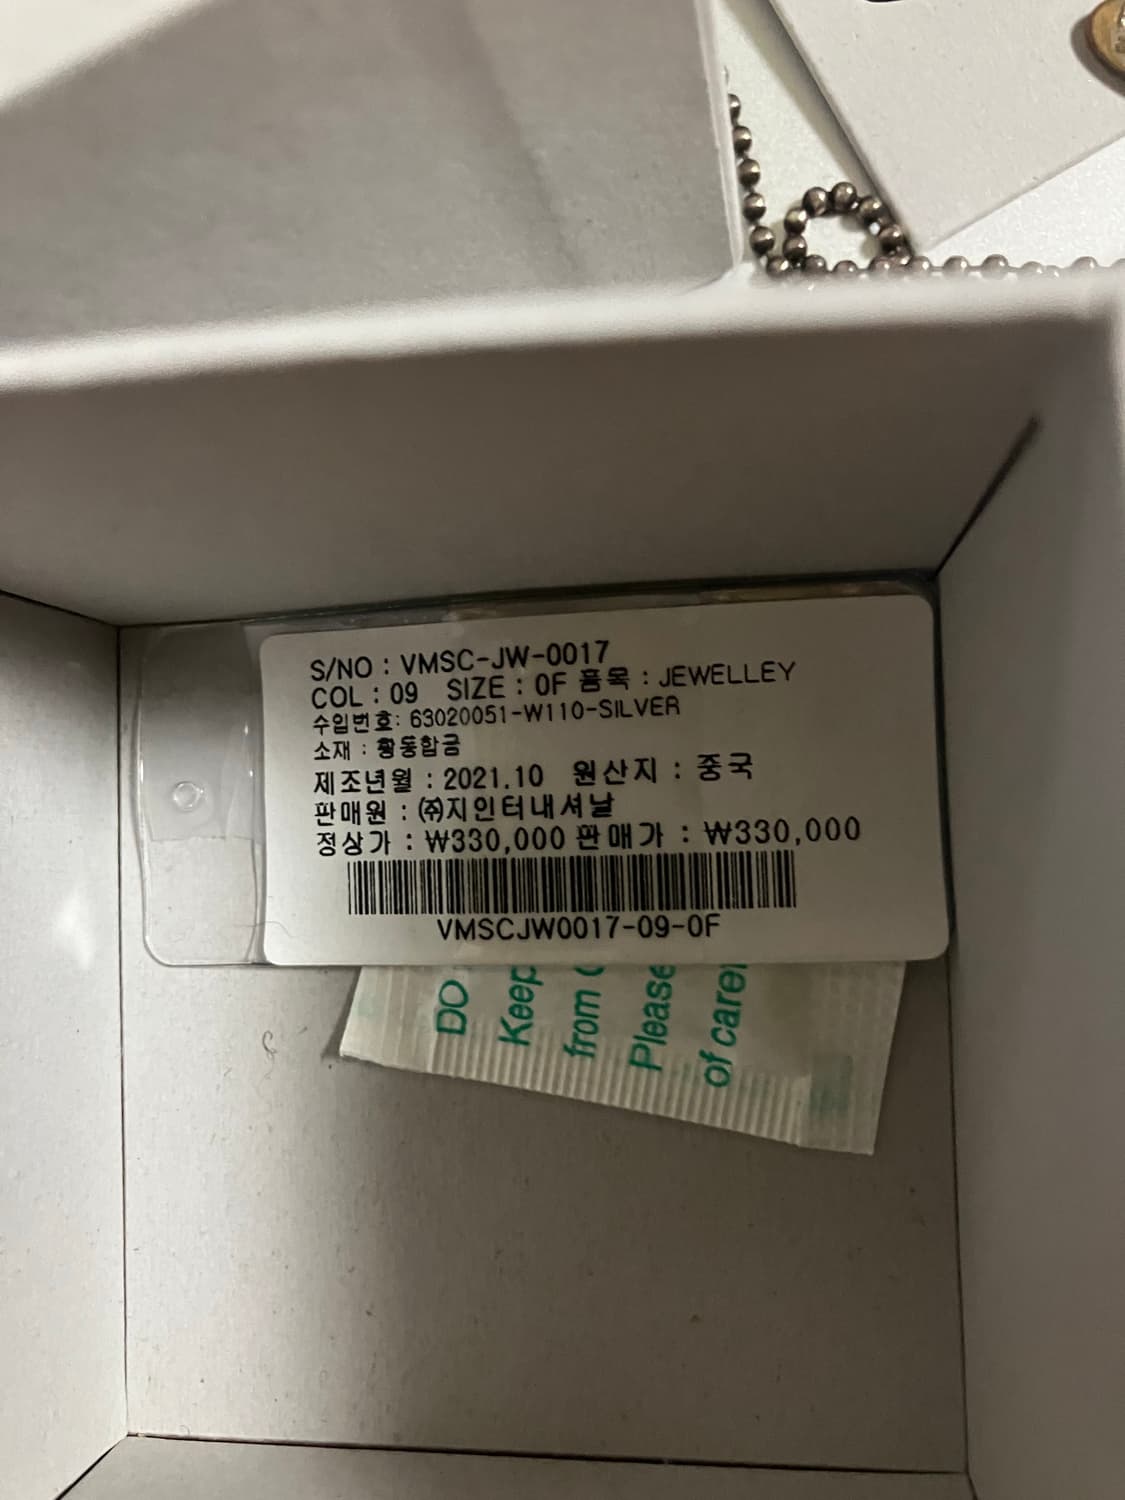 S/NO : VMSC-JW-0017
COL : 09 SIZE : 0F 품목 : JEWELLEY
수입번호: 63020051-W110-SILVER
소재 : 황동합금
제조년월 : 2021.10 원산지 : 중국
판매원 : ㈜지인터내셔날
정상가 : ₩330,000 판매가 : ₩330,000
VMSCJW0017-09-0F
DO
Keep
from
Please
of